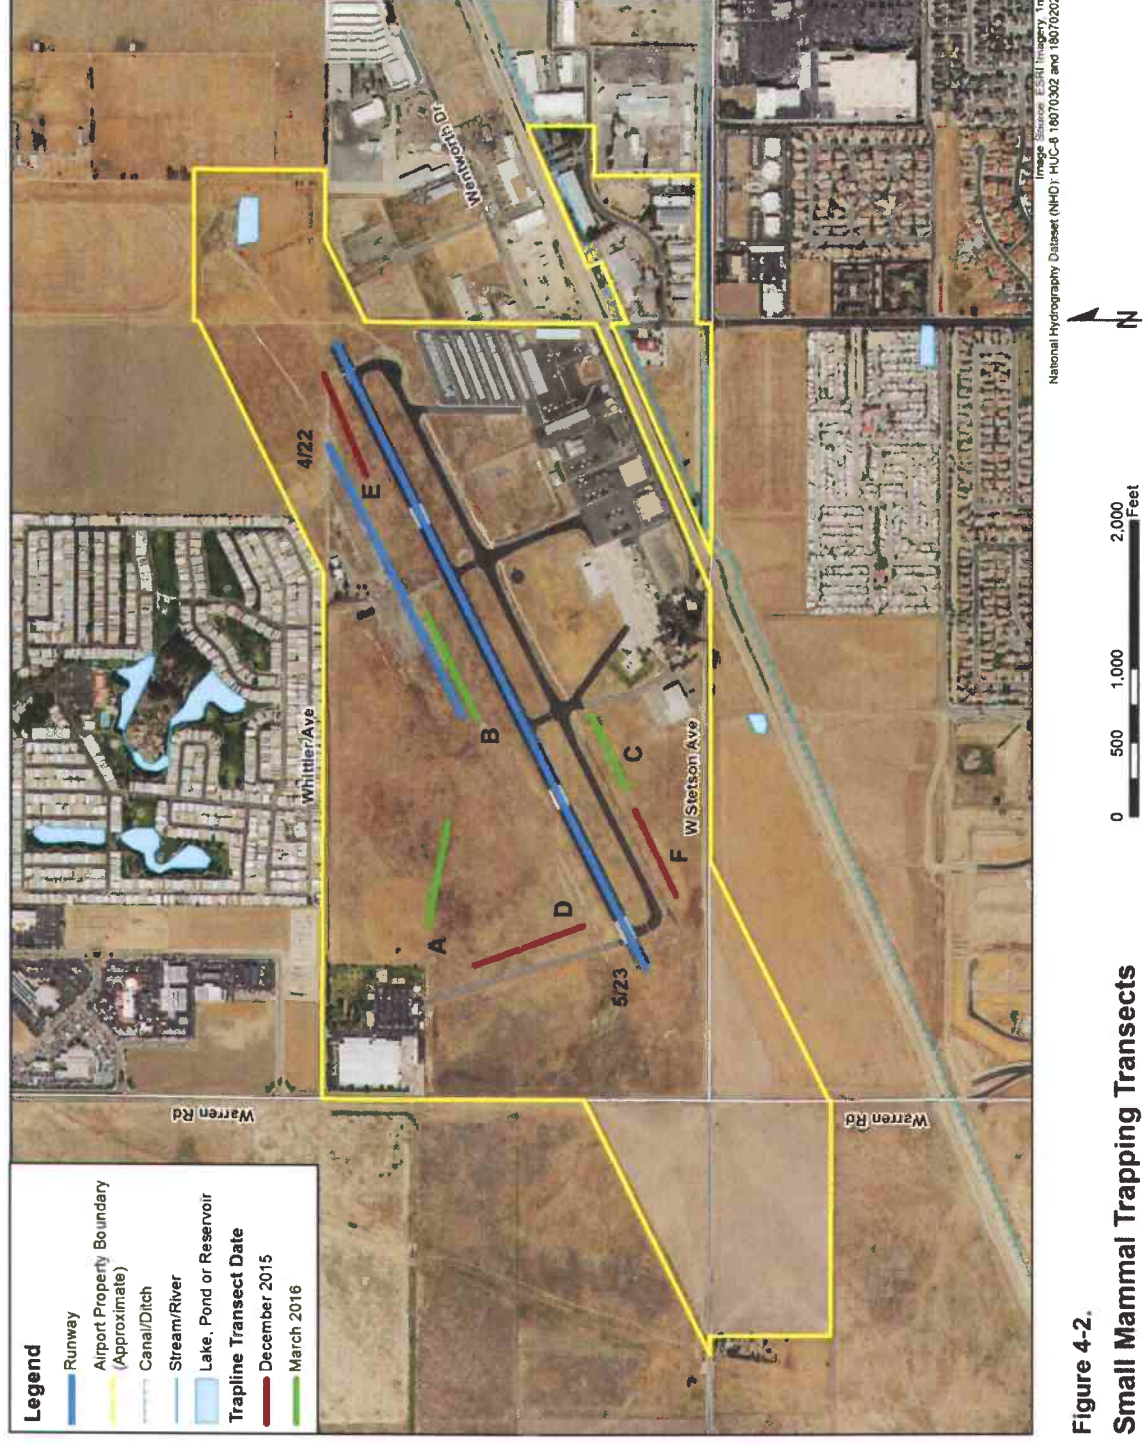 Legend
Runway
Airport Property Boundary
(Approximate)
Canal/Ditch
Stream/River
Lake, Pond or Reservoir
Trapline Transect Date
December 2015
March 2016
Warren Rd
Whittier Ave
Wentworth Dr
4/22
E
B
A
C
D
F
5/23
W Stetson Ave
Warren Rd
Image Source: ESRI Imagery, 1m
National Hydrography Dataset (NHD): HUC-8 18070302 and 18070202
N
0 500 1,000 2,000
Feet
Figure 4-2.
Small Mammal Trapping Transects